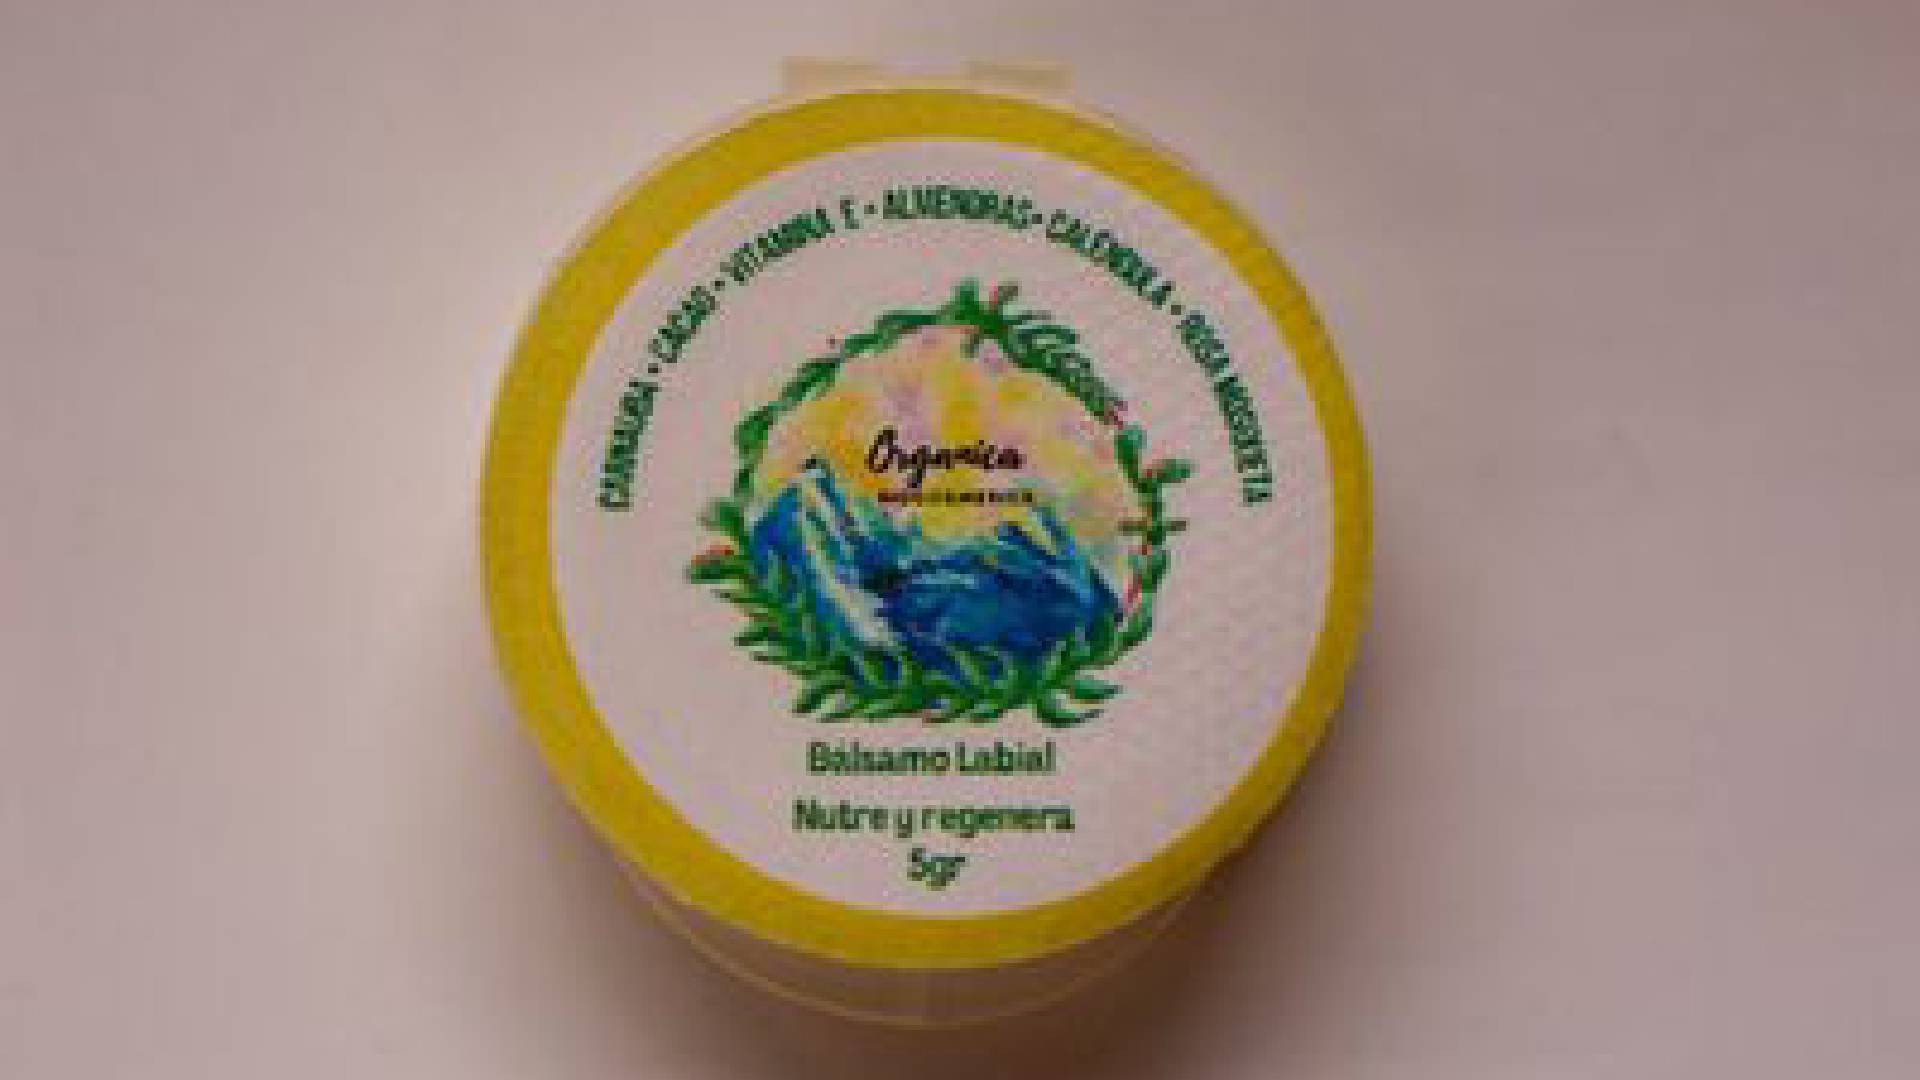 CARNAUBA • CACAO • VITAMINA E • ALMENDRAS • CALENDULA • ROSA MOSQUETA
Organica
Bálsamo Labial
Nutre y regenera
5gr